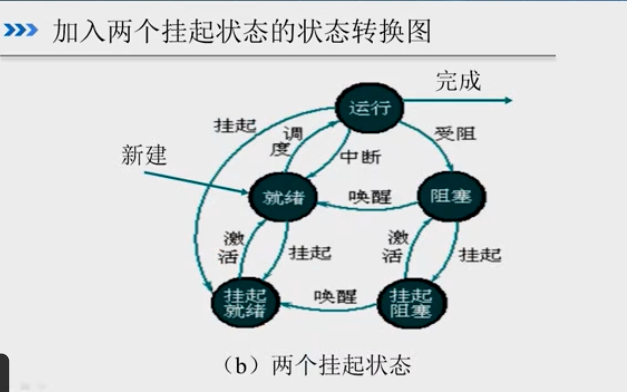 加入两个挂起状态的状态转换图
完成
运行
挂起
调度
中断
受阻
新建
就绪
唤醒
阻塞
激活
挂起
激活
挂起
挂起
就绪
唤醒
挂起
阻塞
（b）两个挂起状态